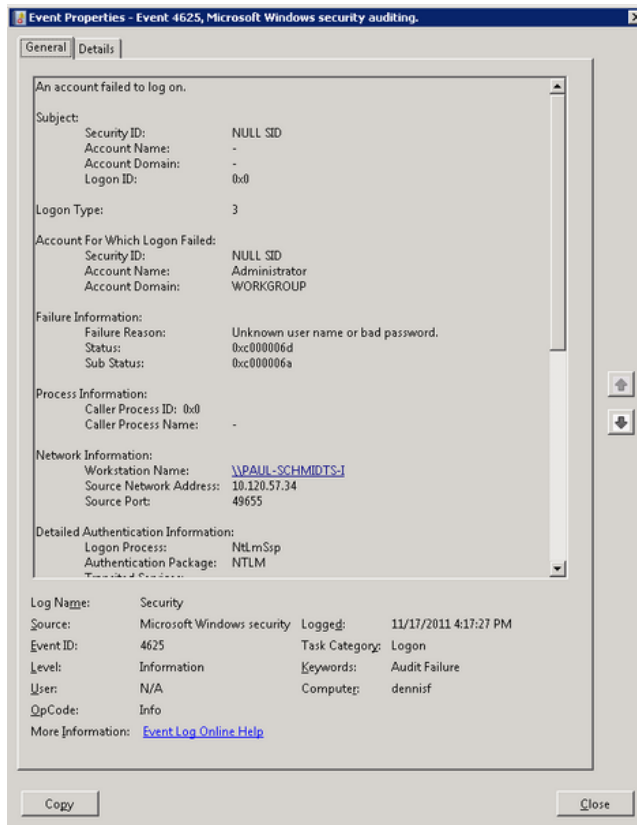 Event Properties - Event 4625, Microsoft Windows security auditing.
General Details
An account failed to log on.
Subject:
Security ID: NULL SID
Account Name: -
Account Domain: -
Logon ID: 0x0
Logon Type: 3
Account For Which Logon Failed:
Security ID: NULL SID
Account Name: Administrator
Account Domain: WORKGROUP
Failure Information:
Failure Reason: Unknown user name or bad password.
Status: 0xc000006d
Sub Status: 0xc000006a
Process Information:
Caller Process ID: 0x0
Caller Process Name: -
Network Information:
Workstation Name: \\PAUL-SCHMIDTS-I
Source Network Address: 10.120.57.34
Source Port: 49655
Detailed Authentication Information:
Logon Process: NtLmSsp
Authentication Package: NTLM
Log Name: Security
Source: Microsoft Windows security Logged: 11/17/2011 4:17:27 PM
Event ID: 4625 Task Category: Logon
Level: Information Keywords: Audit Failure
User: N/A Computer: dennisf
OpCode: Info
More Information: Event Log Online Help
Copy Close